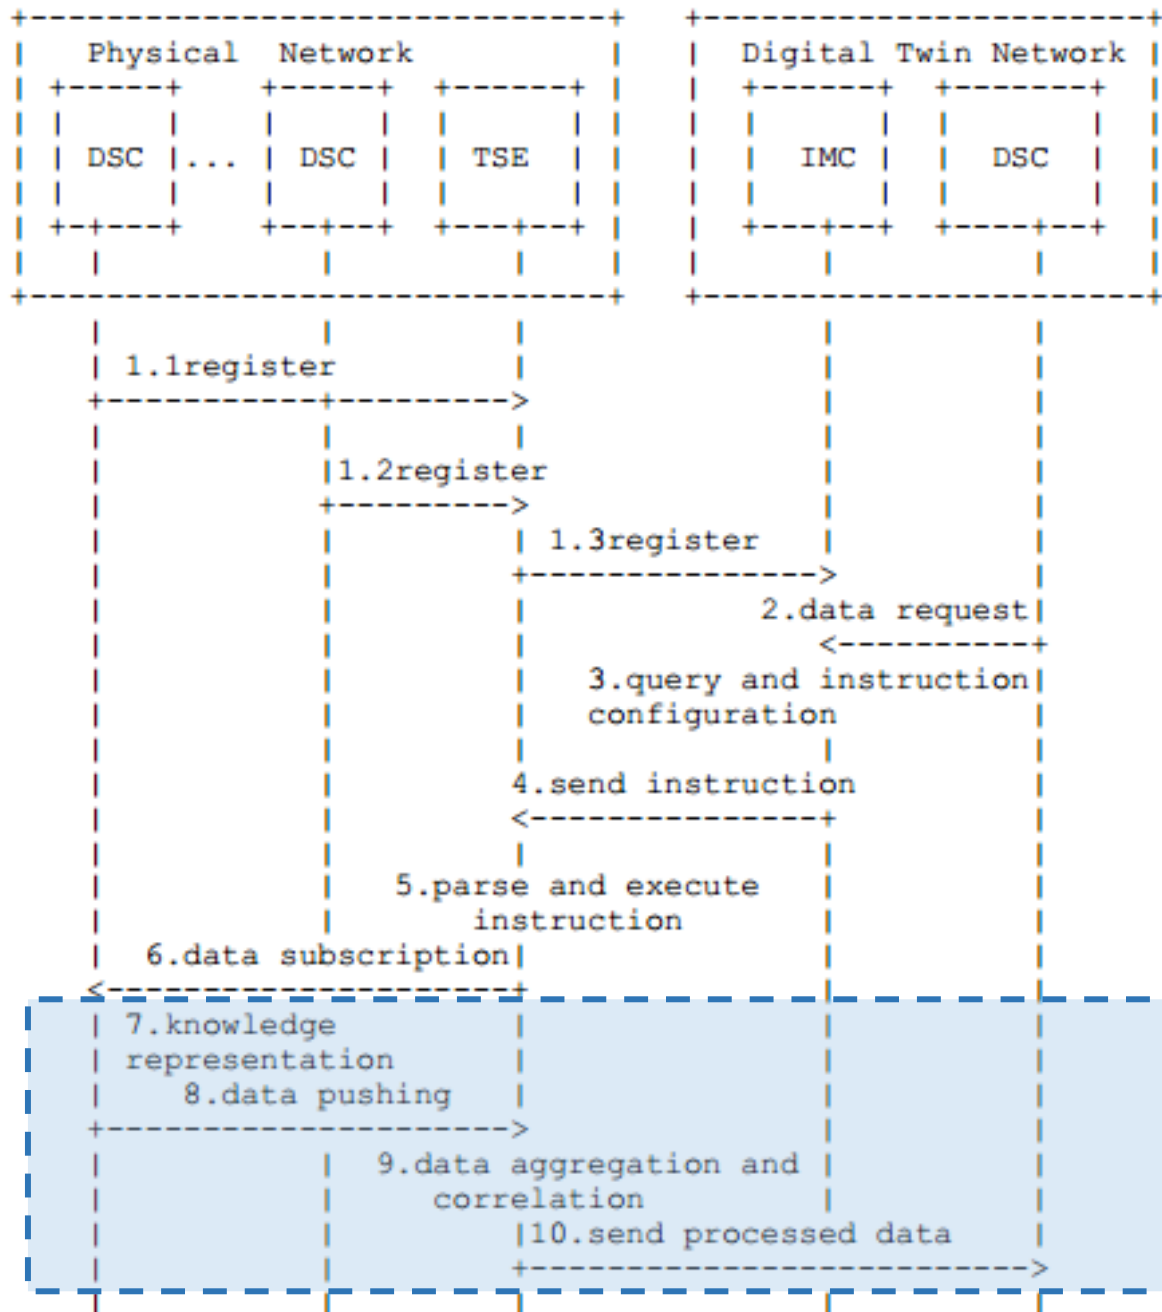 Physical Network
Digital Twin Network
DSC ... DSC TSE IMC DSC
1.1register
1.2register
1.3register
2.data request
3.query and instruction
configuration
4.send instruction
5.parse and execute
instruction
6.data subscription
7.knowledge
representation
8.data pushing
9.data aggregation and
correlation
10.send processed data